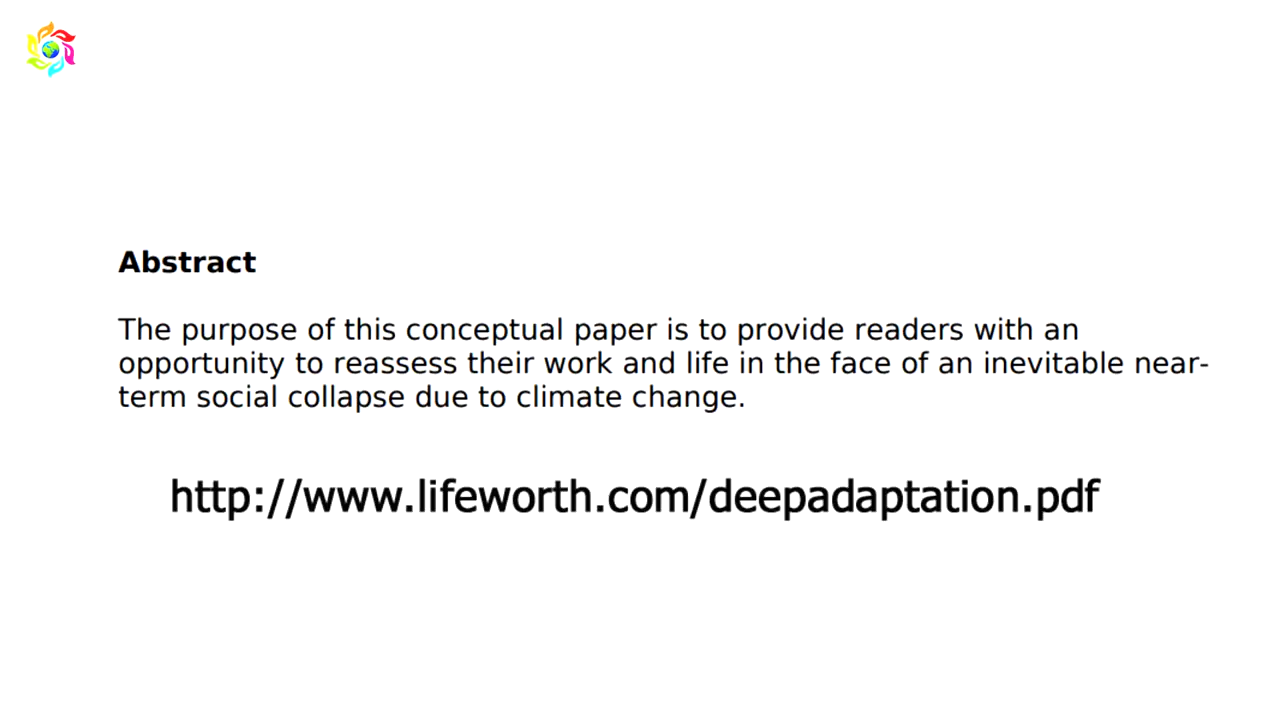 Abstract
The purpose of this conceptual paper is to provide readers with an
opportunity to reassess their work and life in the face of an inevitable near-
term social collapse due to climate change.
http://www.lifeworth.com/deepadaptation.pdf